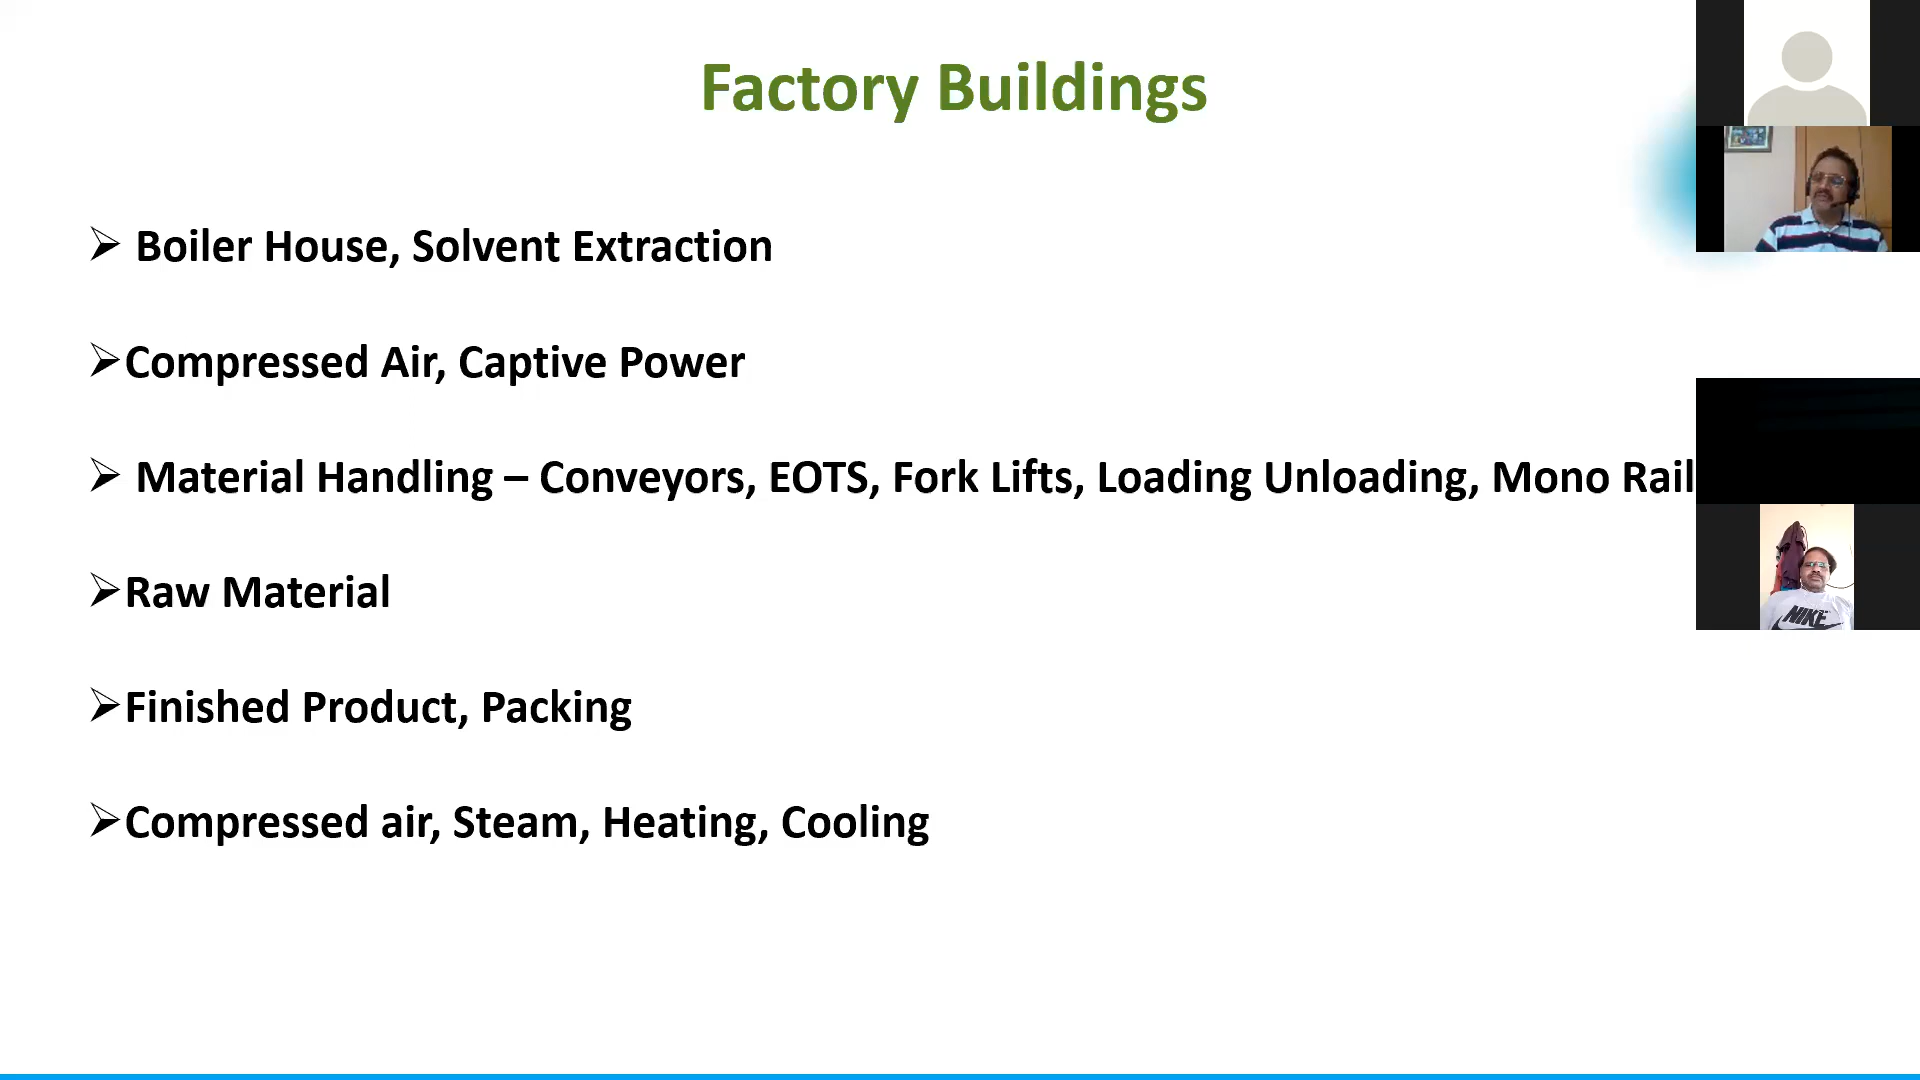 Factory Buildings
➢ Boiler House, Solvent Extraction
➢Compressed Air, Captive Power
➢ Material Handling – Conveyors, EOTS, Fork Lifts, Loading Unloading, Mono Rail
➢Raw Material
➢Finished Product, Packing
➢Compressed air, Steam, Heating, Cooling
NIKE